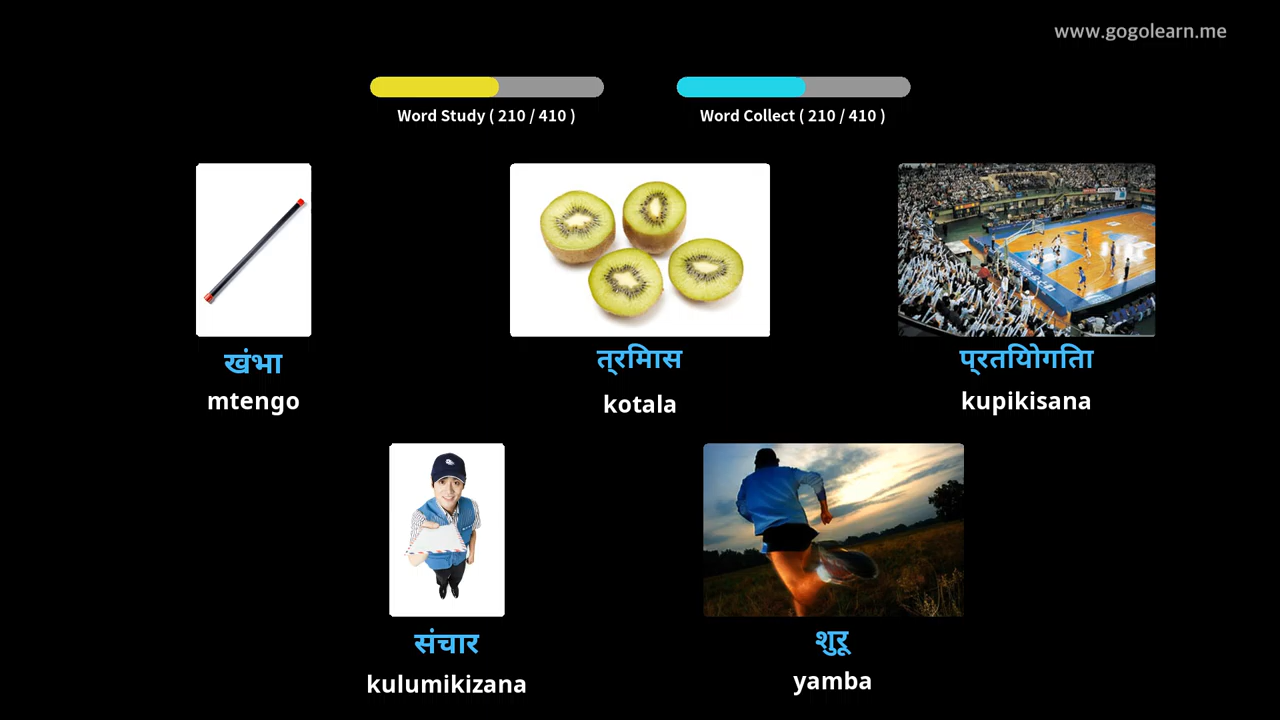 www.gogolearn.me
Word Study ( 210 / 410 )
Word Collect ( 210 / 410 )
खंभा
त्रमिास
प्रतयिोगतिा
mtengo
kotala
kupikisana
संचार
शुरू
kulumikizana
yamba